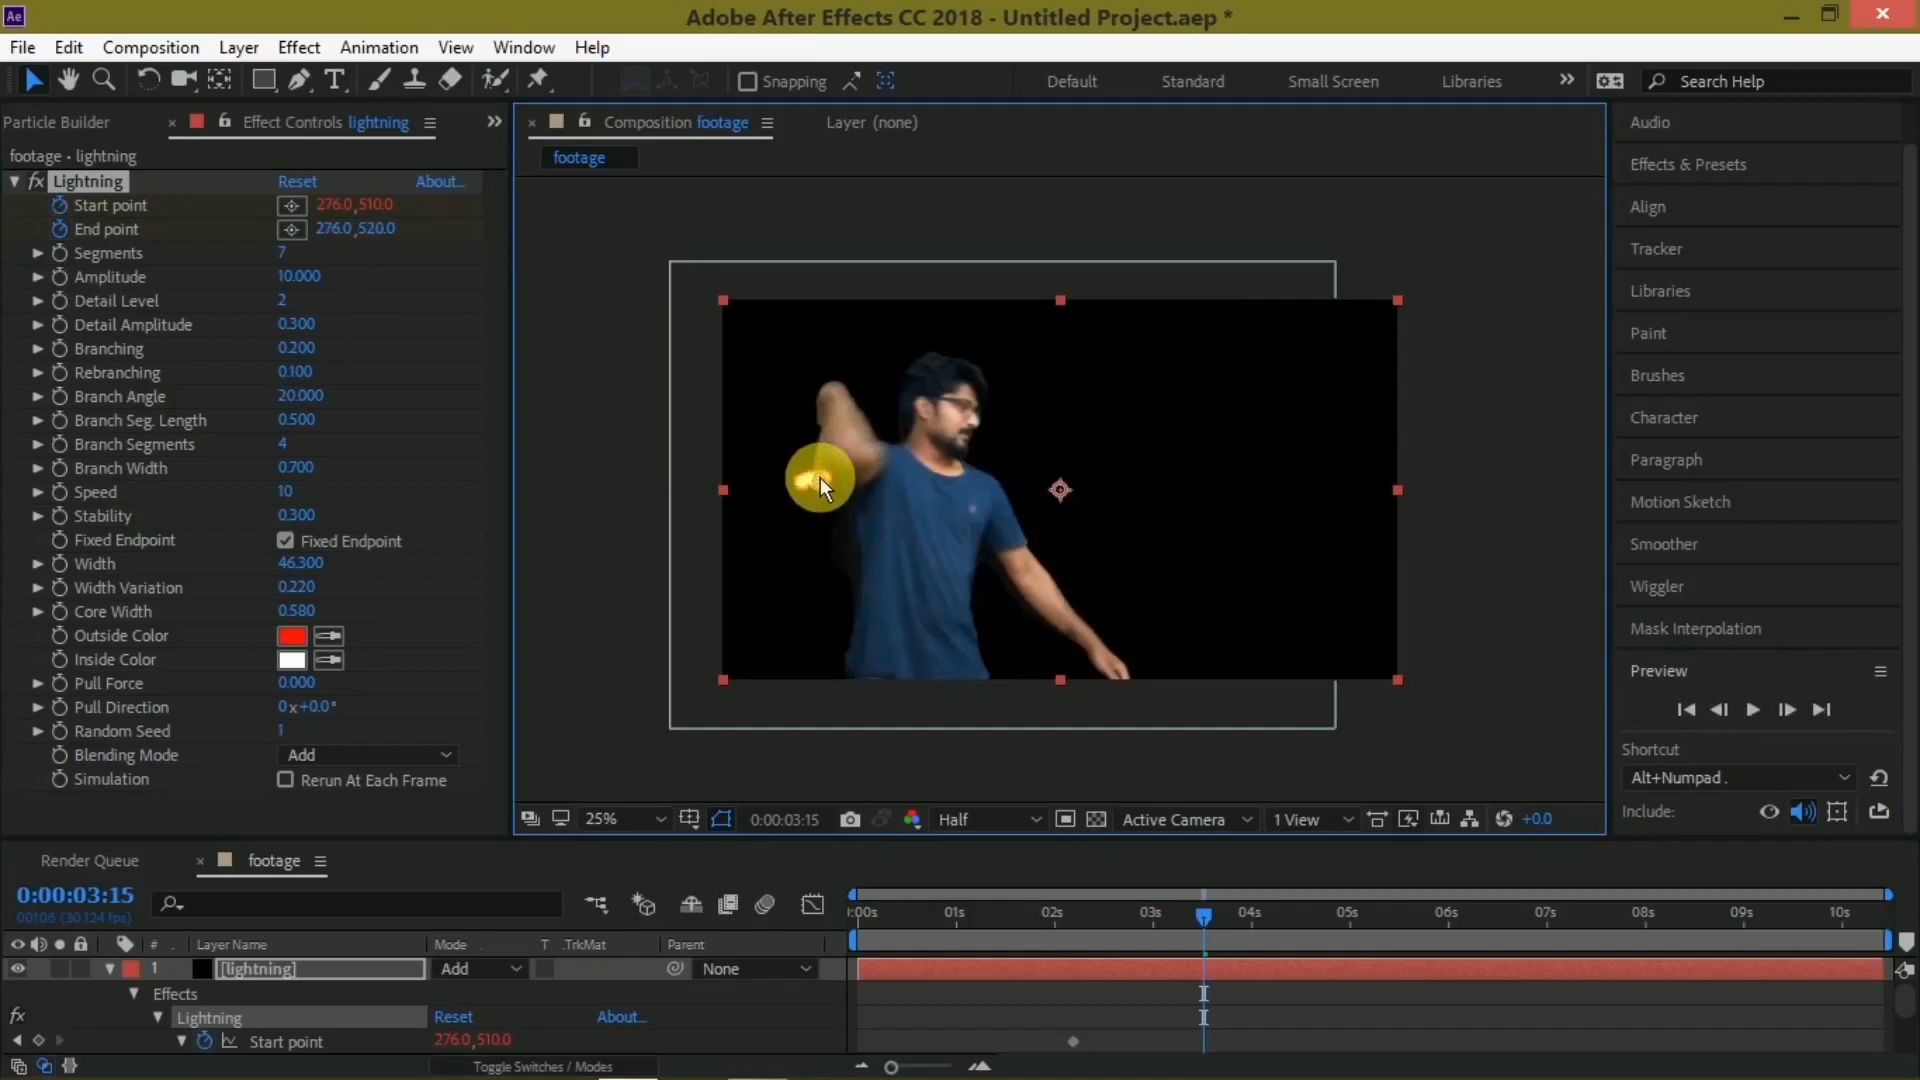 Ae
Adobe After Effects CC 2018 - Untitled Project.aep *
File Edit Composition Layer Effect Animation View Window Help
Snapping Default Standard Small Screen Libraries Search Help
Particle Builder Effect Controls lightning Composition footage Layer (none)
footage • lightning
footage
fx Lightning Reset About...
Start point 276.0,510.0
End point 276.0,520.0
Segments 7
Amplitude 10.000
Detail Level 2
Detail Amplitude 0.300
Branching 0.200
Rebranching 0.100
Branch Angle 20.000
Branch Seg. Length 0.500
Branch Segments 4
Branch Width 0.700
Speed 10
Stability 0.300
Fixed Endpoint Fixed Endpoint
Width 46.300
Width Variation 0.220
Core Width 0.580
Outside Color
Inside Color
Pull Force 0.000
Pull Direction 0x+0.0°
Random Seed 1
Blending Mode Add
Simulation Rerun At Each Frame
25% 0:00:03:15 Half Active Camera 1 View +0.0
Audio
Effects & Presets
Align
Tracker
Libraries
Paint
Brushes
Character
Paragraph
Motion Sketch
Smoother
Wiggler
Mask Interpolation
Preview
Shortcut
Alt+Numpad .
Include:
Render Queue footage
0:00:03:15
00106 (30.124 fps)
:00s 01s 02s 03s 04s 05s 06s 07s 08s 09s 10s
# Layer Name Mode T .TrkMat Parent
1 [lightning] Add None
Effects
fx Lightning Reset About...
Start point 276.0,510.0
Toggle Switches / Modes